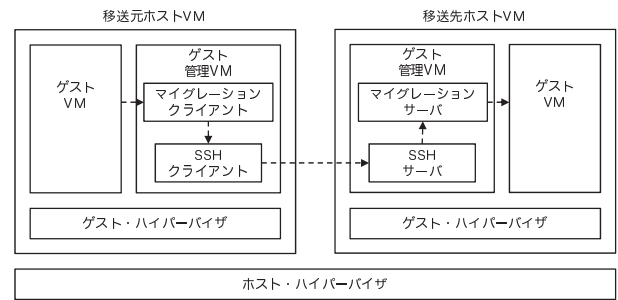 移送元ホストVM
移送先ホストVM
ゲスト
VM
ゲスト
管理VM
マイグレーション
クライアント
SSH
クライアント
ゲスト・ハイパーバイザ
ゲスト
管理VM
マイグレーション
サーバ
SSH
サーバ
ゲスト
VM
ゲスト・ハイパーバイザ
ホスト・ハイパーバイザ